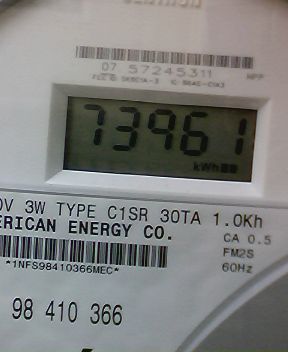 07 57245311
73961
kWh
0V 3W TYPE C1SR 30TA 1.0Kh
ERICAN ENERGY CO.
CA 0.5
FM2S
*1NFS98410366MEC*
60Hz
98 410 366